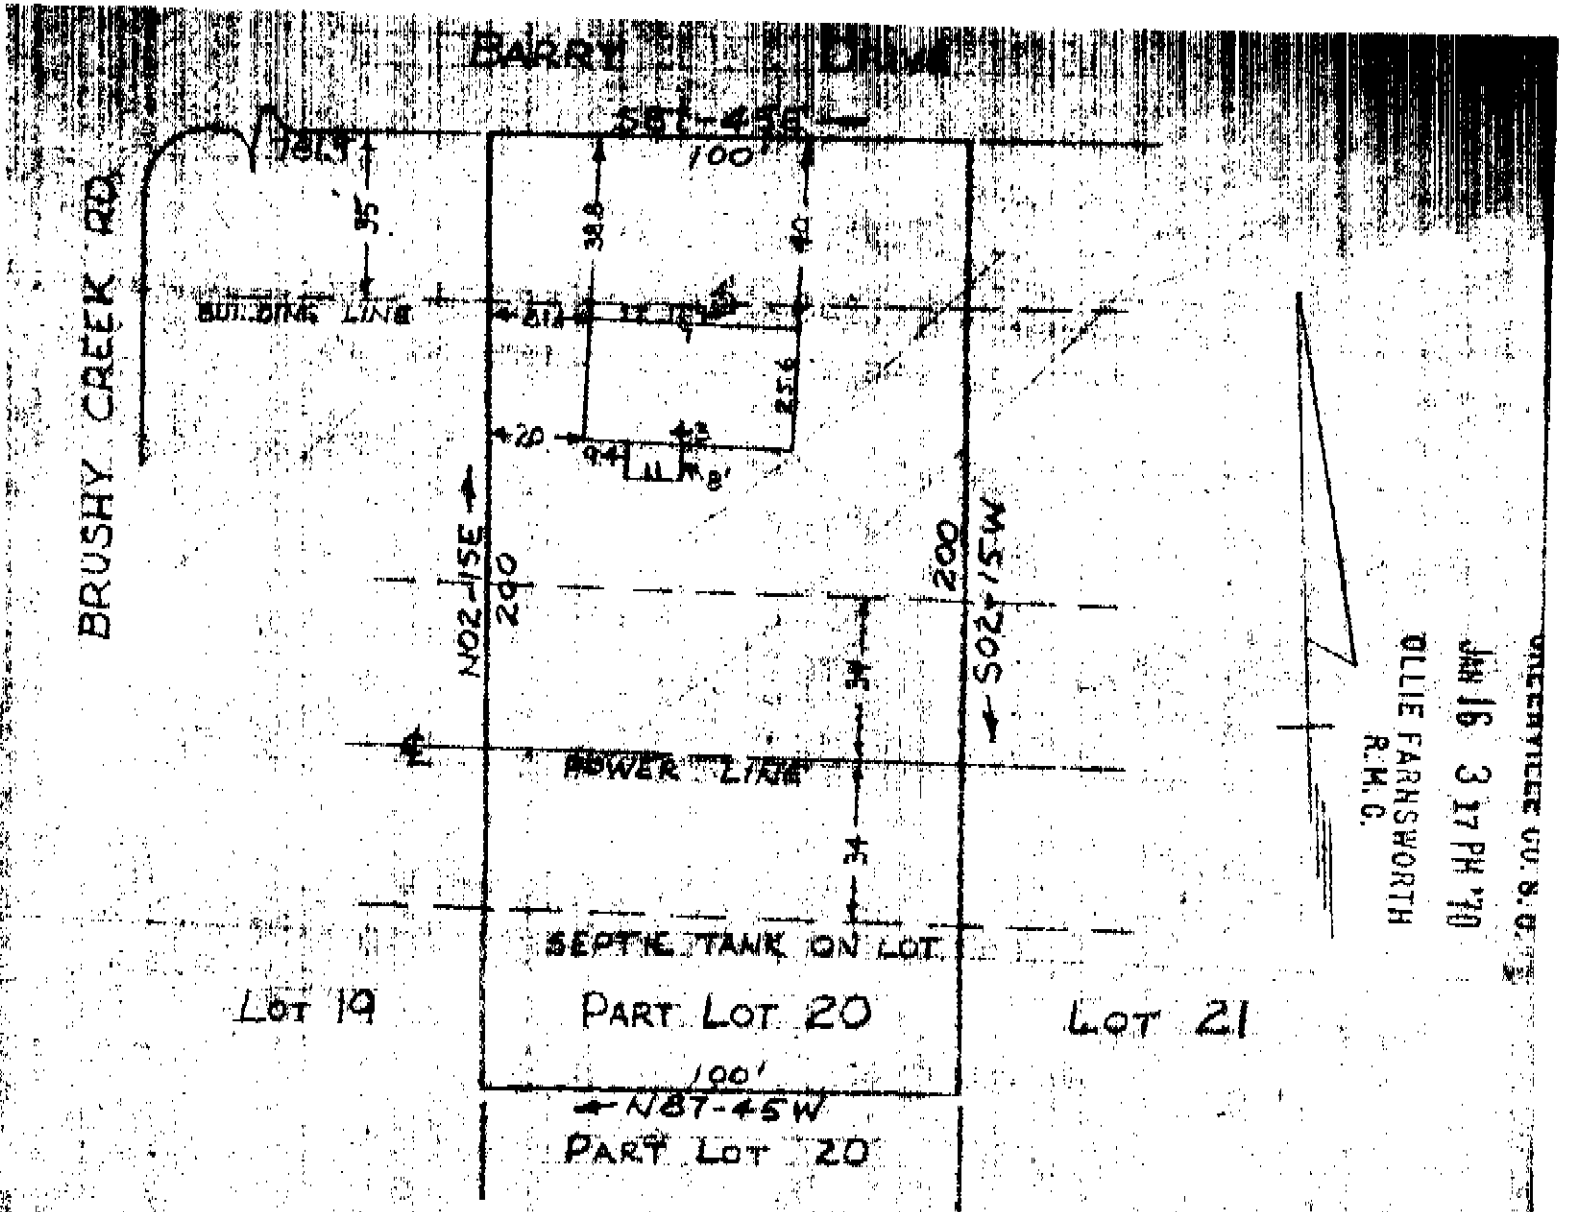 BARRY DRIVE
S87-45E
100'
35
38.8
40
BUILDING LINE
BRUSHY CREEK RD.
25.6
20
9.4
8'
N02-15E
200
200
S02-15W
34
POWER LINE
34
SEPTIC TANK ON LOT
LOT 19
PART LOT 20
LOT 21
100'
N87-45W
PART LOT 20
JAN 16 3 17 PM '70
OLLIE FARNSWORTH
R.M.C.